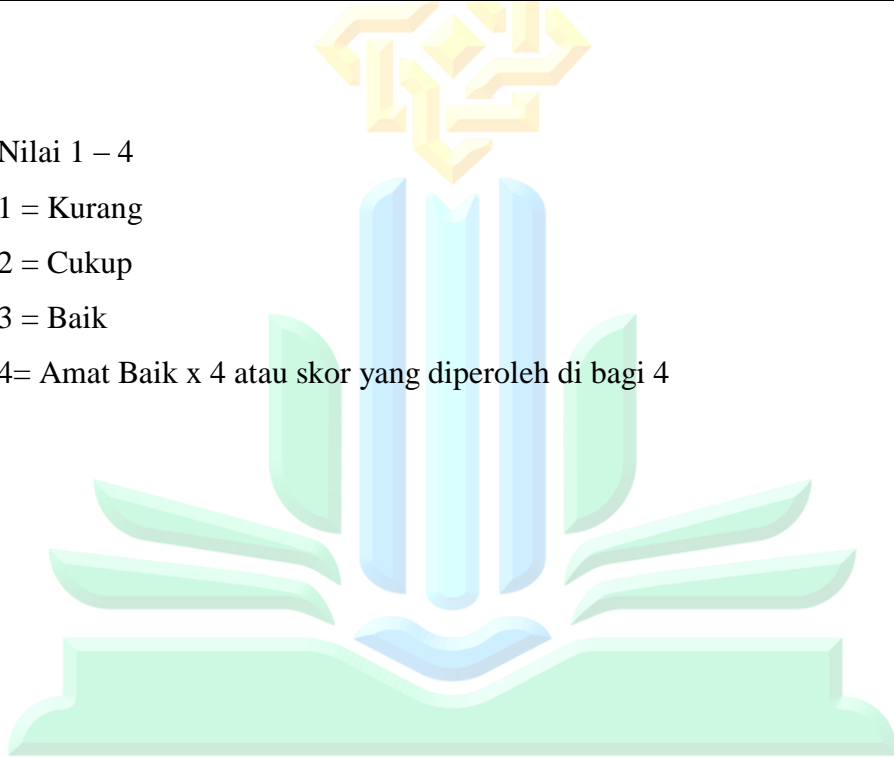 Nilai 1 – 4
1 = Kurang
2 = Cukup
3 = Baik
4= Amat Baik x 4 atau skor yang diperoleh di bagi 4